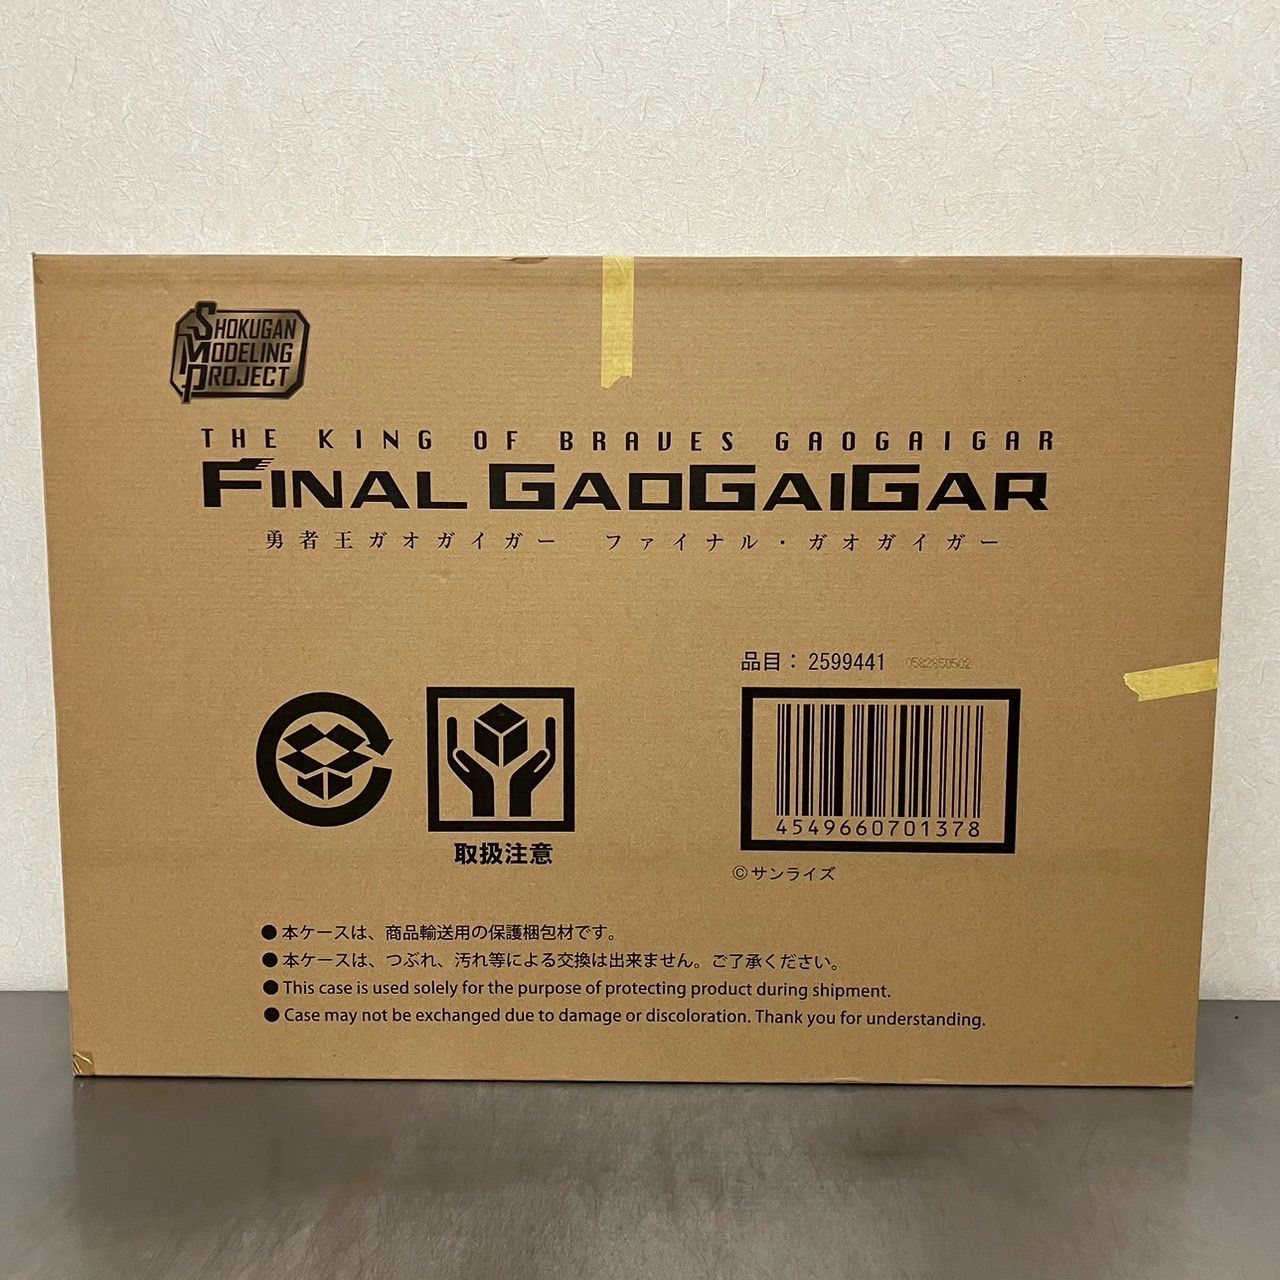 SHOKUGAN
MODELING
PROJECT
THE KING OF BRAVES GAOGAIGAR
FINAL GAOGAIGAR
勇者王ガオガイガー ファイナル・ガオガイガー
品目： 2599441 0582850502
4549660701378
取扱注意
©サンライズ
●本ケースは、商品輸送用の保護梱包材です。
●本ケースは、つぶれ、汚れ等による交換は出来ません。ご了承ください。
●This case is used solely for the purpose of protecting product during shipment.
●Case may not be exchanged due to damage or discoloration. Thank you for understanding.